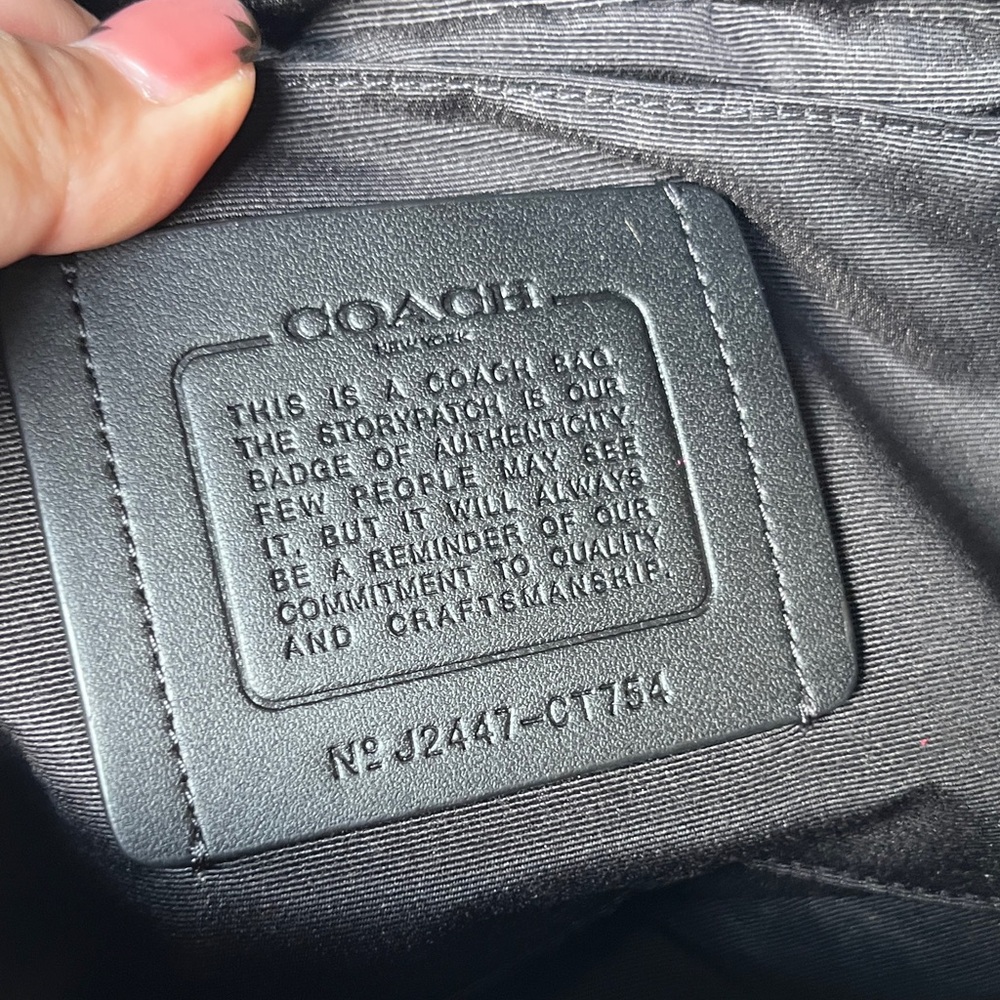 COACH
NEW YORK
THIS IS A COACH BAG.
THE STORYPATCH IS OUR
BADGE OF AUTHENTICITY.
FEW PEOPLE MAY SEE
IT, BUT IT WILL ALWAYS
BE A REMINDER OF OUR
COMMITMENT TO QUALITY
AND CRAFTSMANSHIP.
Nº J2447-CT754